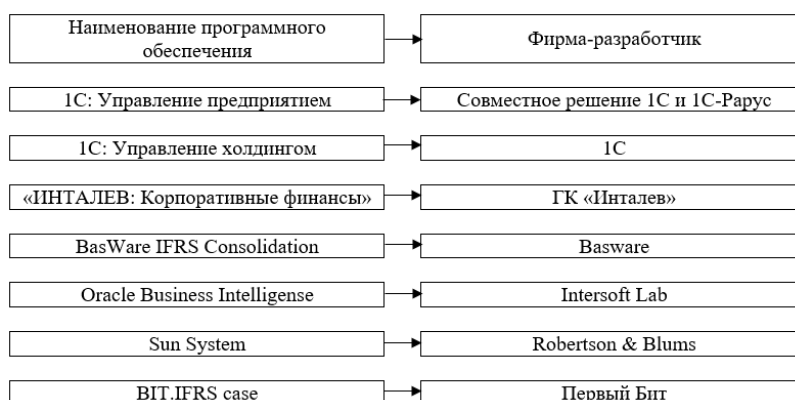 Наименование программного
обеспечения
Фирма-разработчик
1С: Управление предприятием
Совместное решение 1С и 1С-Рарус
1С: Управление холдингом
1С
«ИНТАЛЕВ: Корпоративные финансы»
ГК «Инталев»
BasWare IFRS Consolidation
Basware
Oracle Business Intelligense
Intersoft Lab
Sun System
Robertson & Blums
BIT.IFRS case
Первый Бит